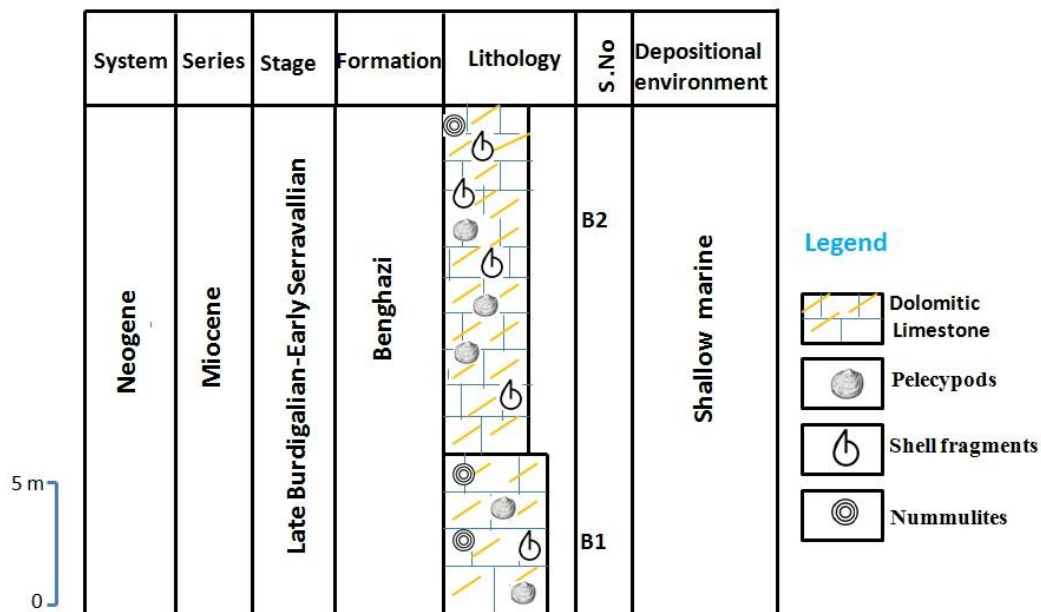 System
Series
Stage
Formation
Lithology
S.No
Depositional
environment
Neogene
Miocene
Late Burdigalian-Early Serravallian
Benghazi
B2
B1
Shallow marine
5 m
0
Legend
Dolomitic
Limestone
Pelecypods
Shell fragments
Nummulites